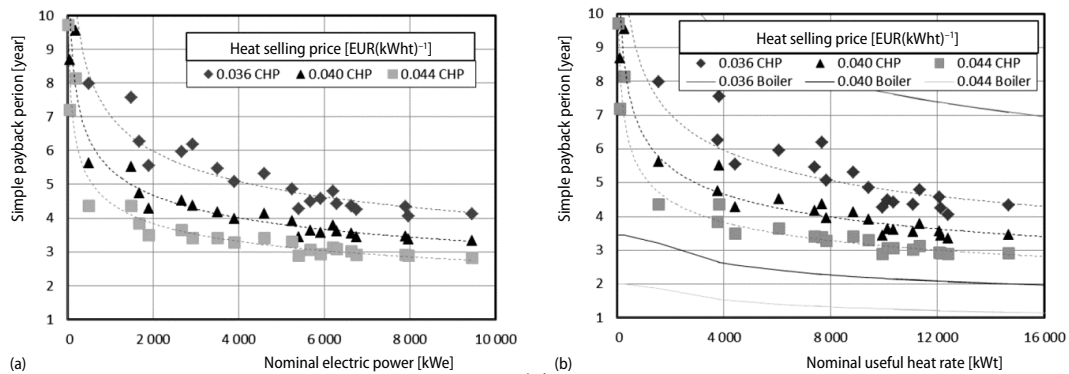 Simple payback perion [year]
10
9
8
7
6
5
4
3
2
1
Heat selling price [EUR(kWht)⁻¹]
0.036 CHP 0.040 CHP 0.044 CHP
0 2 000 4 000 6 000 8 000 10 000
(a) Nominal electric power [kWe]
Simple payback perion [year]
10
9
8
7
6
5
4
3
2
1
Heat selling price [EUR(kWht)⁻¹]
0.036 CHP 0.040 CHP 0.044 CHP
0.036 Boiler 0.040 Boiler 0.044 Boiler
0 4 000 8 000 12 000 16 000
(b) Nominal useful heat rate [kWt]